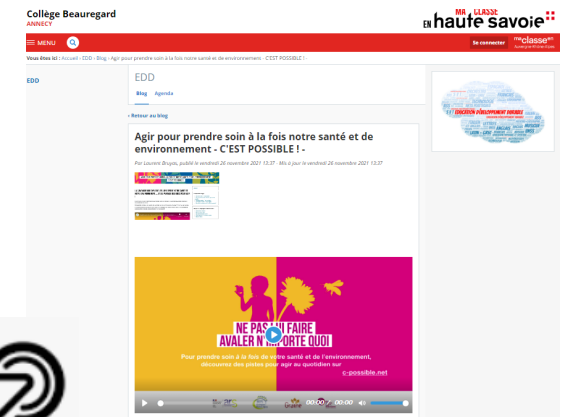 Collège Beauregard
ANNECY
MA CLASSE
EN haute savoie
MENU
Se connecter
maclasse
Vous êtes ici : Accueil › EDD › Blog › Agir pour prendre soin à la fois notre santé et de environnement - C'EST POSSIBLE ! -
EDD
EDD
Blog Agenda
‹ Retour au blog
Agir pour prendre soin à la fois notre santé et de
environnement - C'EST POSSIBLE ! -
Par Laurent Bruyas, publié le vendredi 26 novembre 2021 13:37 - Mis à jour le vendredi 26 novembre 2021 13:37
EDUCATION DÉVELOPPEMENT DURABLE
NE PAS LUI FAIRE
AVALER N'IMPORTE QUOI
Pour prendre soin à la fois de votre santé et de l'environnement,
découvrez des pistes pour agir au quotidien sur
c-possible.net
00:00 / 00:00